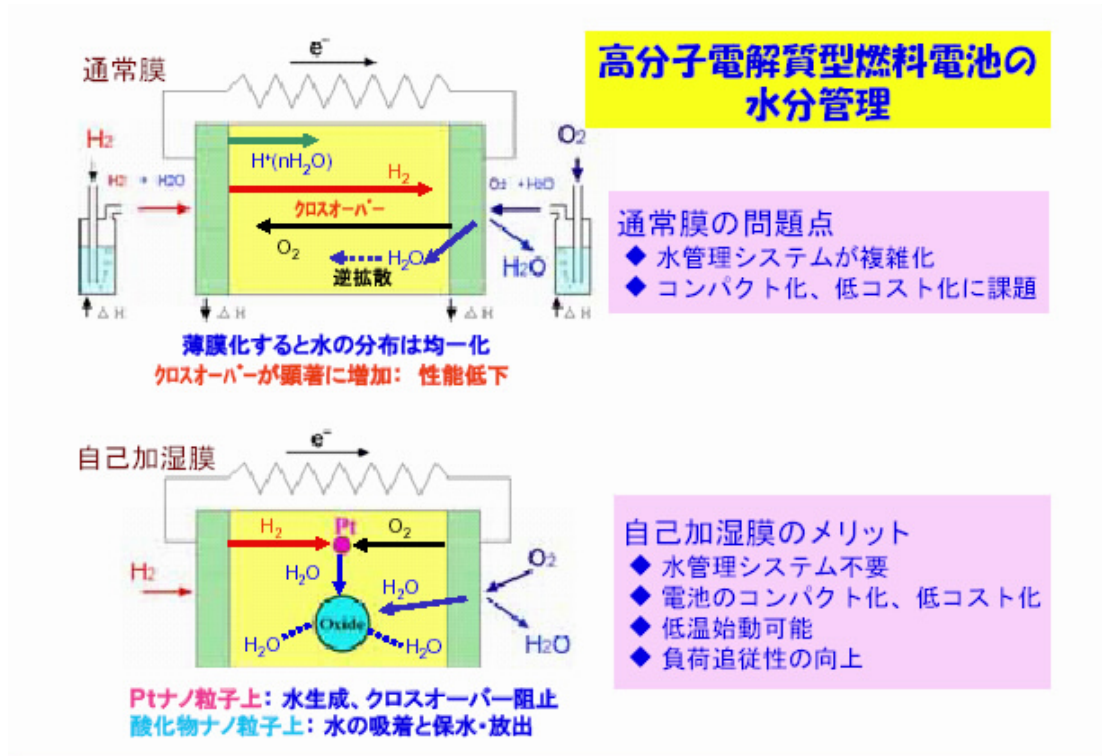 高分子電解質型燃料電池の
水分管理
通常膜
e⁻
H₂
O₂
H⁺(nH₂O)
H₂
H₂ + H₂O
O₂ + H₂O
クロスオーバー
O₂
H₂O
H₂O
逆拡散
△H
△H
△H
△H
薄膜化すると水の分布は均一化
クロスオーバーが顕著に増加: 性能低下
通常膜の問題点
◆ 水管理システムが複雑化
◆ コンパクト化、低コスト化に課題
自己加湿膜
e⁻
H₂
Pt
O₂
H₂
O₂
H₂O
H₂O
Oxide
H₂O
H₂O
H₂O
Ptナノ粒子上: 水生成、クロスオーバー阻止
酸化物ナノ粒子上: 水の吸着と保水・放出
自己加湿膜のメリット
◆ 水管理システム不要
◆ 電池のコンパクト化、低コスト化
◆ 低温始動可能
◆ 負荷追従性の向上